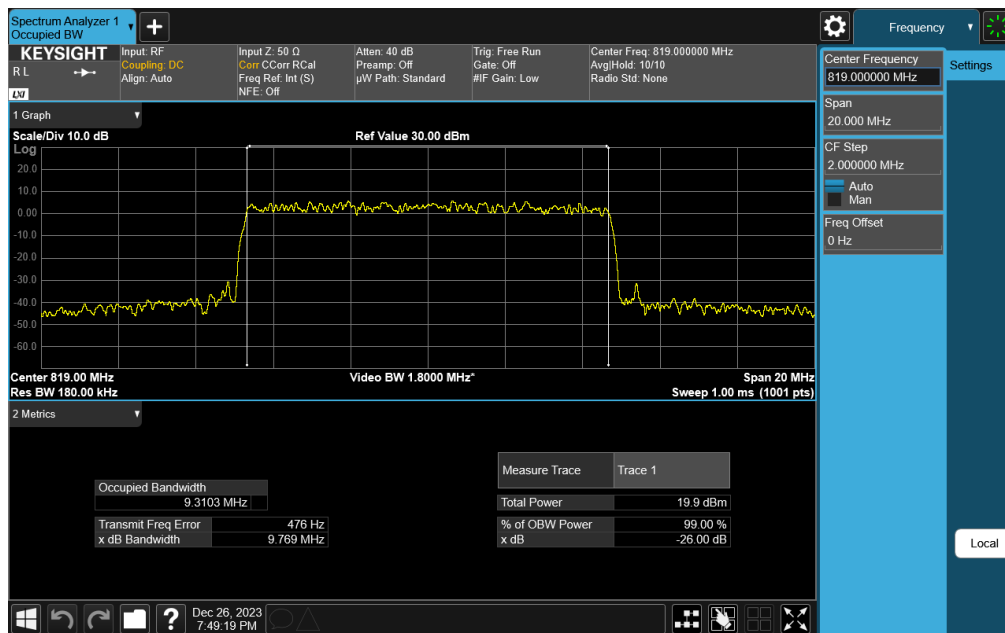 Spectrum Analyzer 1
Occupied BW
Frequency
KEYSIGHT
R L
LXI
Input: RF
Coupling: DC
Align: Auto
Input Z: 50 Ω
Corr CCorr RCal
Freq Ref: Int (S)
NFE: Off
Atten: 40 dB
Preamp: Off
µW Path: Standard
Trig: Free Run
Gate: Off
#IF Gain: Low
Center Freq: 819.000000 MHz
Avg|Hold: 10/10
Radio Std: None
Center Frequency
819.000000 MHz
Settings
Span
20.000 MHz
CF Step
2.000000 MHz
Auto
Man
Freq Offset
0 Hz
1 Graph
Scale/Div 10.0 dB
Ref Value 30.00 dBm
Log
20.0
10.0
0.00
-10.0
-20.0
-30.0
-40.0
-50.0
-60.0
Center 819.00 MHz
Video BW 1.8000 MHz*
Span 20 MHz
Res BW 180.00 kHz
Sweep 1.00 ms (1001 pts)
2 Metrics
Occupied Bandwidth
9.3103 MHz
Transmit Freq Error 476 Hz
x dB Bandwidth 9.769 MHz
Measure Trace Trace 1
Total Power 19.9 dBm
% of OBW Power 99.00 %
x dB -26.00 dB
Local
?
Dec 26, 2023
7:49:19 PM